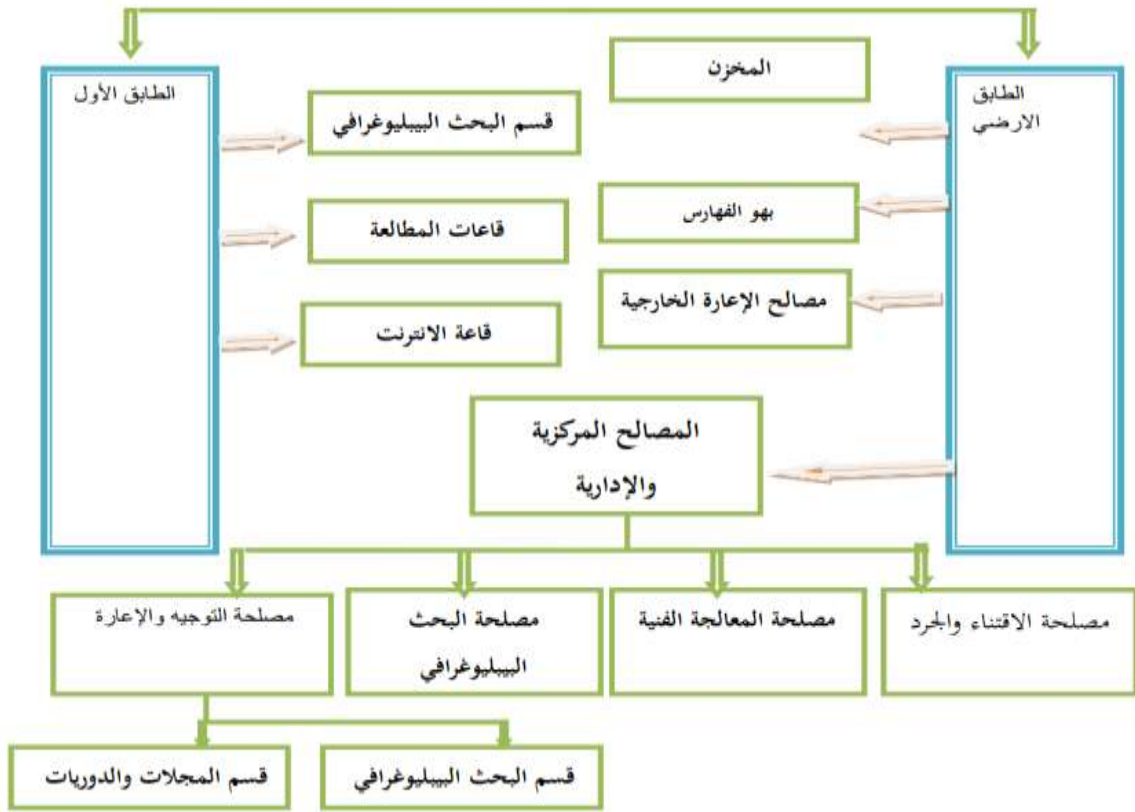 المخزن
الطابق
الارضي
الطابق الأول
قسم البحث البيبليوغرافي
بهو الفهارس
قاعات المطالعة
مصالح الإعارة الخارجية
قاعة الانترنت
المصالح المركزية
والإدارية
مصلحة الاقتناء والجرد
مصلحة المعالجة الفنية
مصلحة البحث
البيبليوغرافي
مصلحة التوجيه والإعارة
قسم البحث البيبليوغرافي
قسم المجلات والدوريات